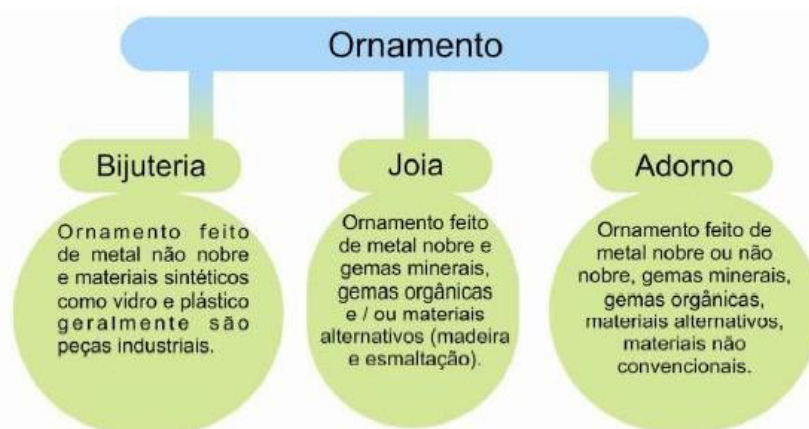 Ornamento
Bijuteria
Ornamento feito
de metal não nobre
e materiais sintéticos
como vidro e plástico
geralmente são
peças industriais.
Joia
Ornamento feito
de metal nobre e
gemas minerais,
gemas orgânicas
e / ou materiais
alternativos (madeira
e esmaltação).
Adorno
Ornamento feito de
metal nobre ou não
nobre, gemas minerais,
gemas orgânicas,
materiais alternativos,
materiais não
convencionais.